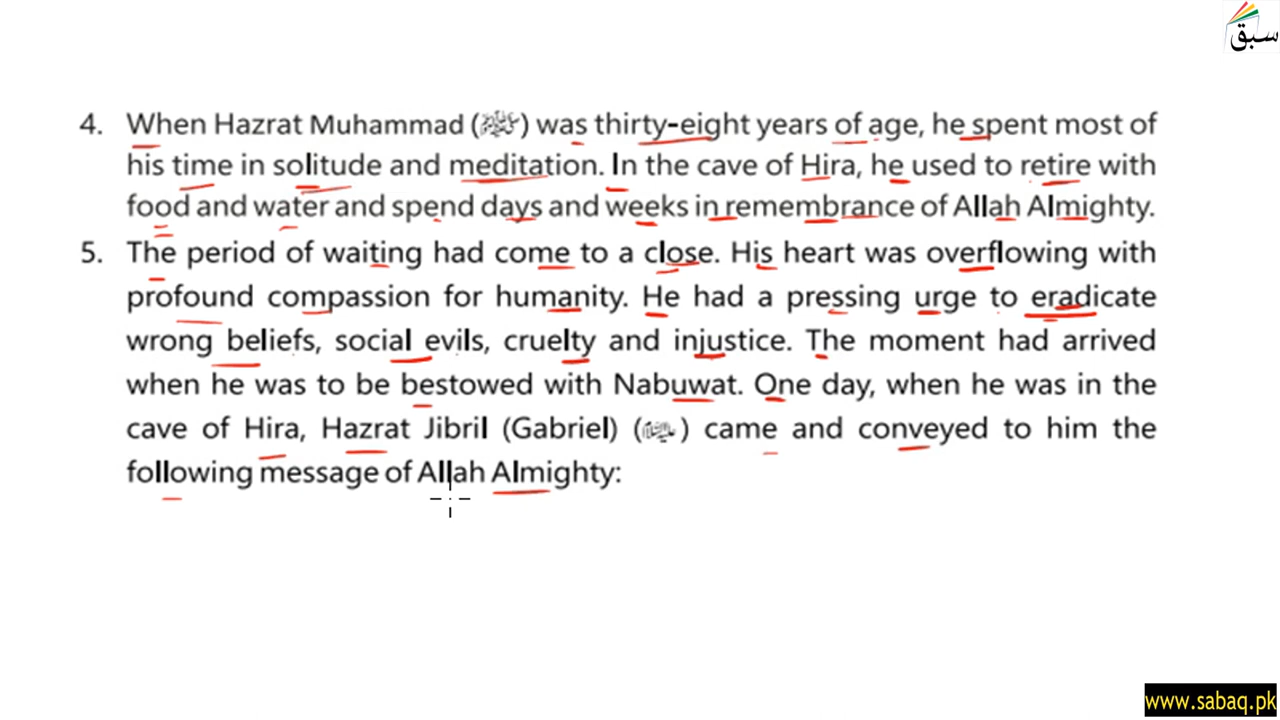 سبق
4. When Hazrat Muhammad (ﷺ) was thirty-eight years of age, he spent most of
his time in solitude and meditation. In the cave of Hira, he used to retire with
food and water and spend days and weeks in remembrance of Allah Almighty.
5. The period of waiting had come to a close. His heart was overflowing with
profound compassion for humanity. He had a pressing urge to eradicate
wrong beliefs, social evils, cruelty and injustice. The moment had arrived
when he was to be bestowed with Nabuwat. One day, when he was in the
cave of Hira, Hazrat Jibril (Gabriel) (علیہ السلام) came and conveyed to him the
following message of Allah Almighty:
www.sabaq.pk